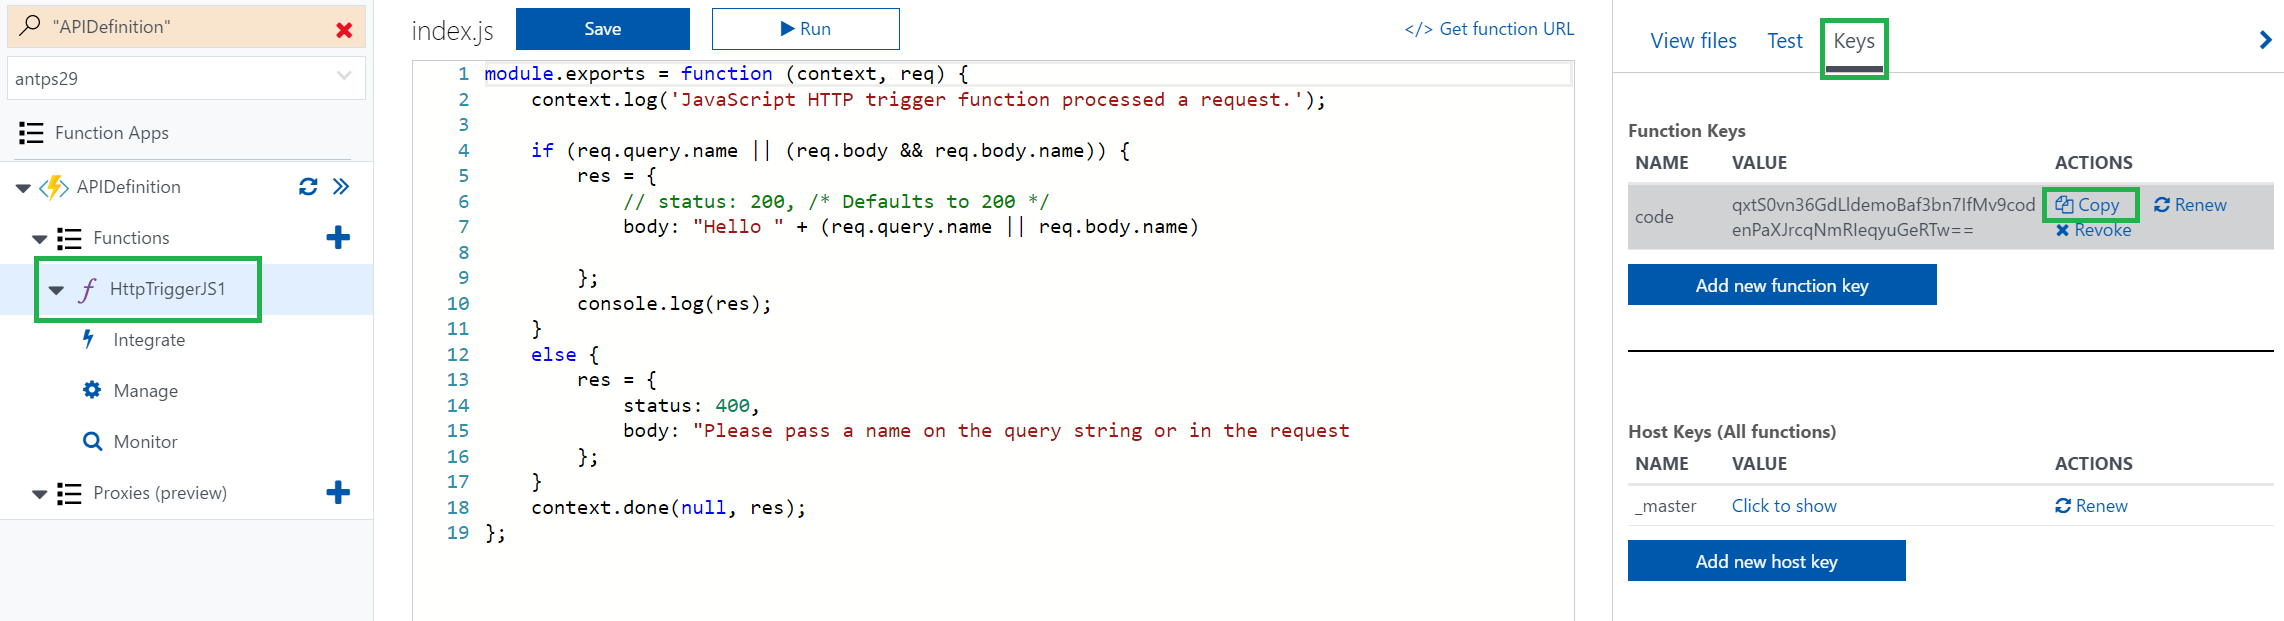 "APIDefinition"
antps29
Function Apps
APIDefinition
Functions
HttpTriggerJS1
Integrate
Manage
Monitor
Proxies (preview)
index.js
Save
Run
</> Get function URL
1 module.exports = function (context, req) {
2 context.log('JavaScript HTTP trigger function processed a request.');
3
4 if (req.query.name || (req.body && req.body.name)) {
5 res = {
6 // status: 200, /* Defaults to 200 */
7 body: "Hello " + (req.query.name || req.body.name)
8
9 };
10 console.log(res);
11 }
12 else {
13 res = {
14 status: 400,
15 body: "Please pass a name on the query string or in the request
16 };
17 }
18 context.done(null, res);
19 };
View files Test Keys
Function Keys
NAME VALUE ACTIONS
code qxtS0vn36GdLldemoBaf3bn7IfMv9cod Copy Renew
enPaXJrcqNmRIeqyuGeRTw== Revoke
Add new function key
Host Keys (All functions)
NAME VALUE ACTIONS
_master Click to show Renew
Add new host key